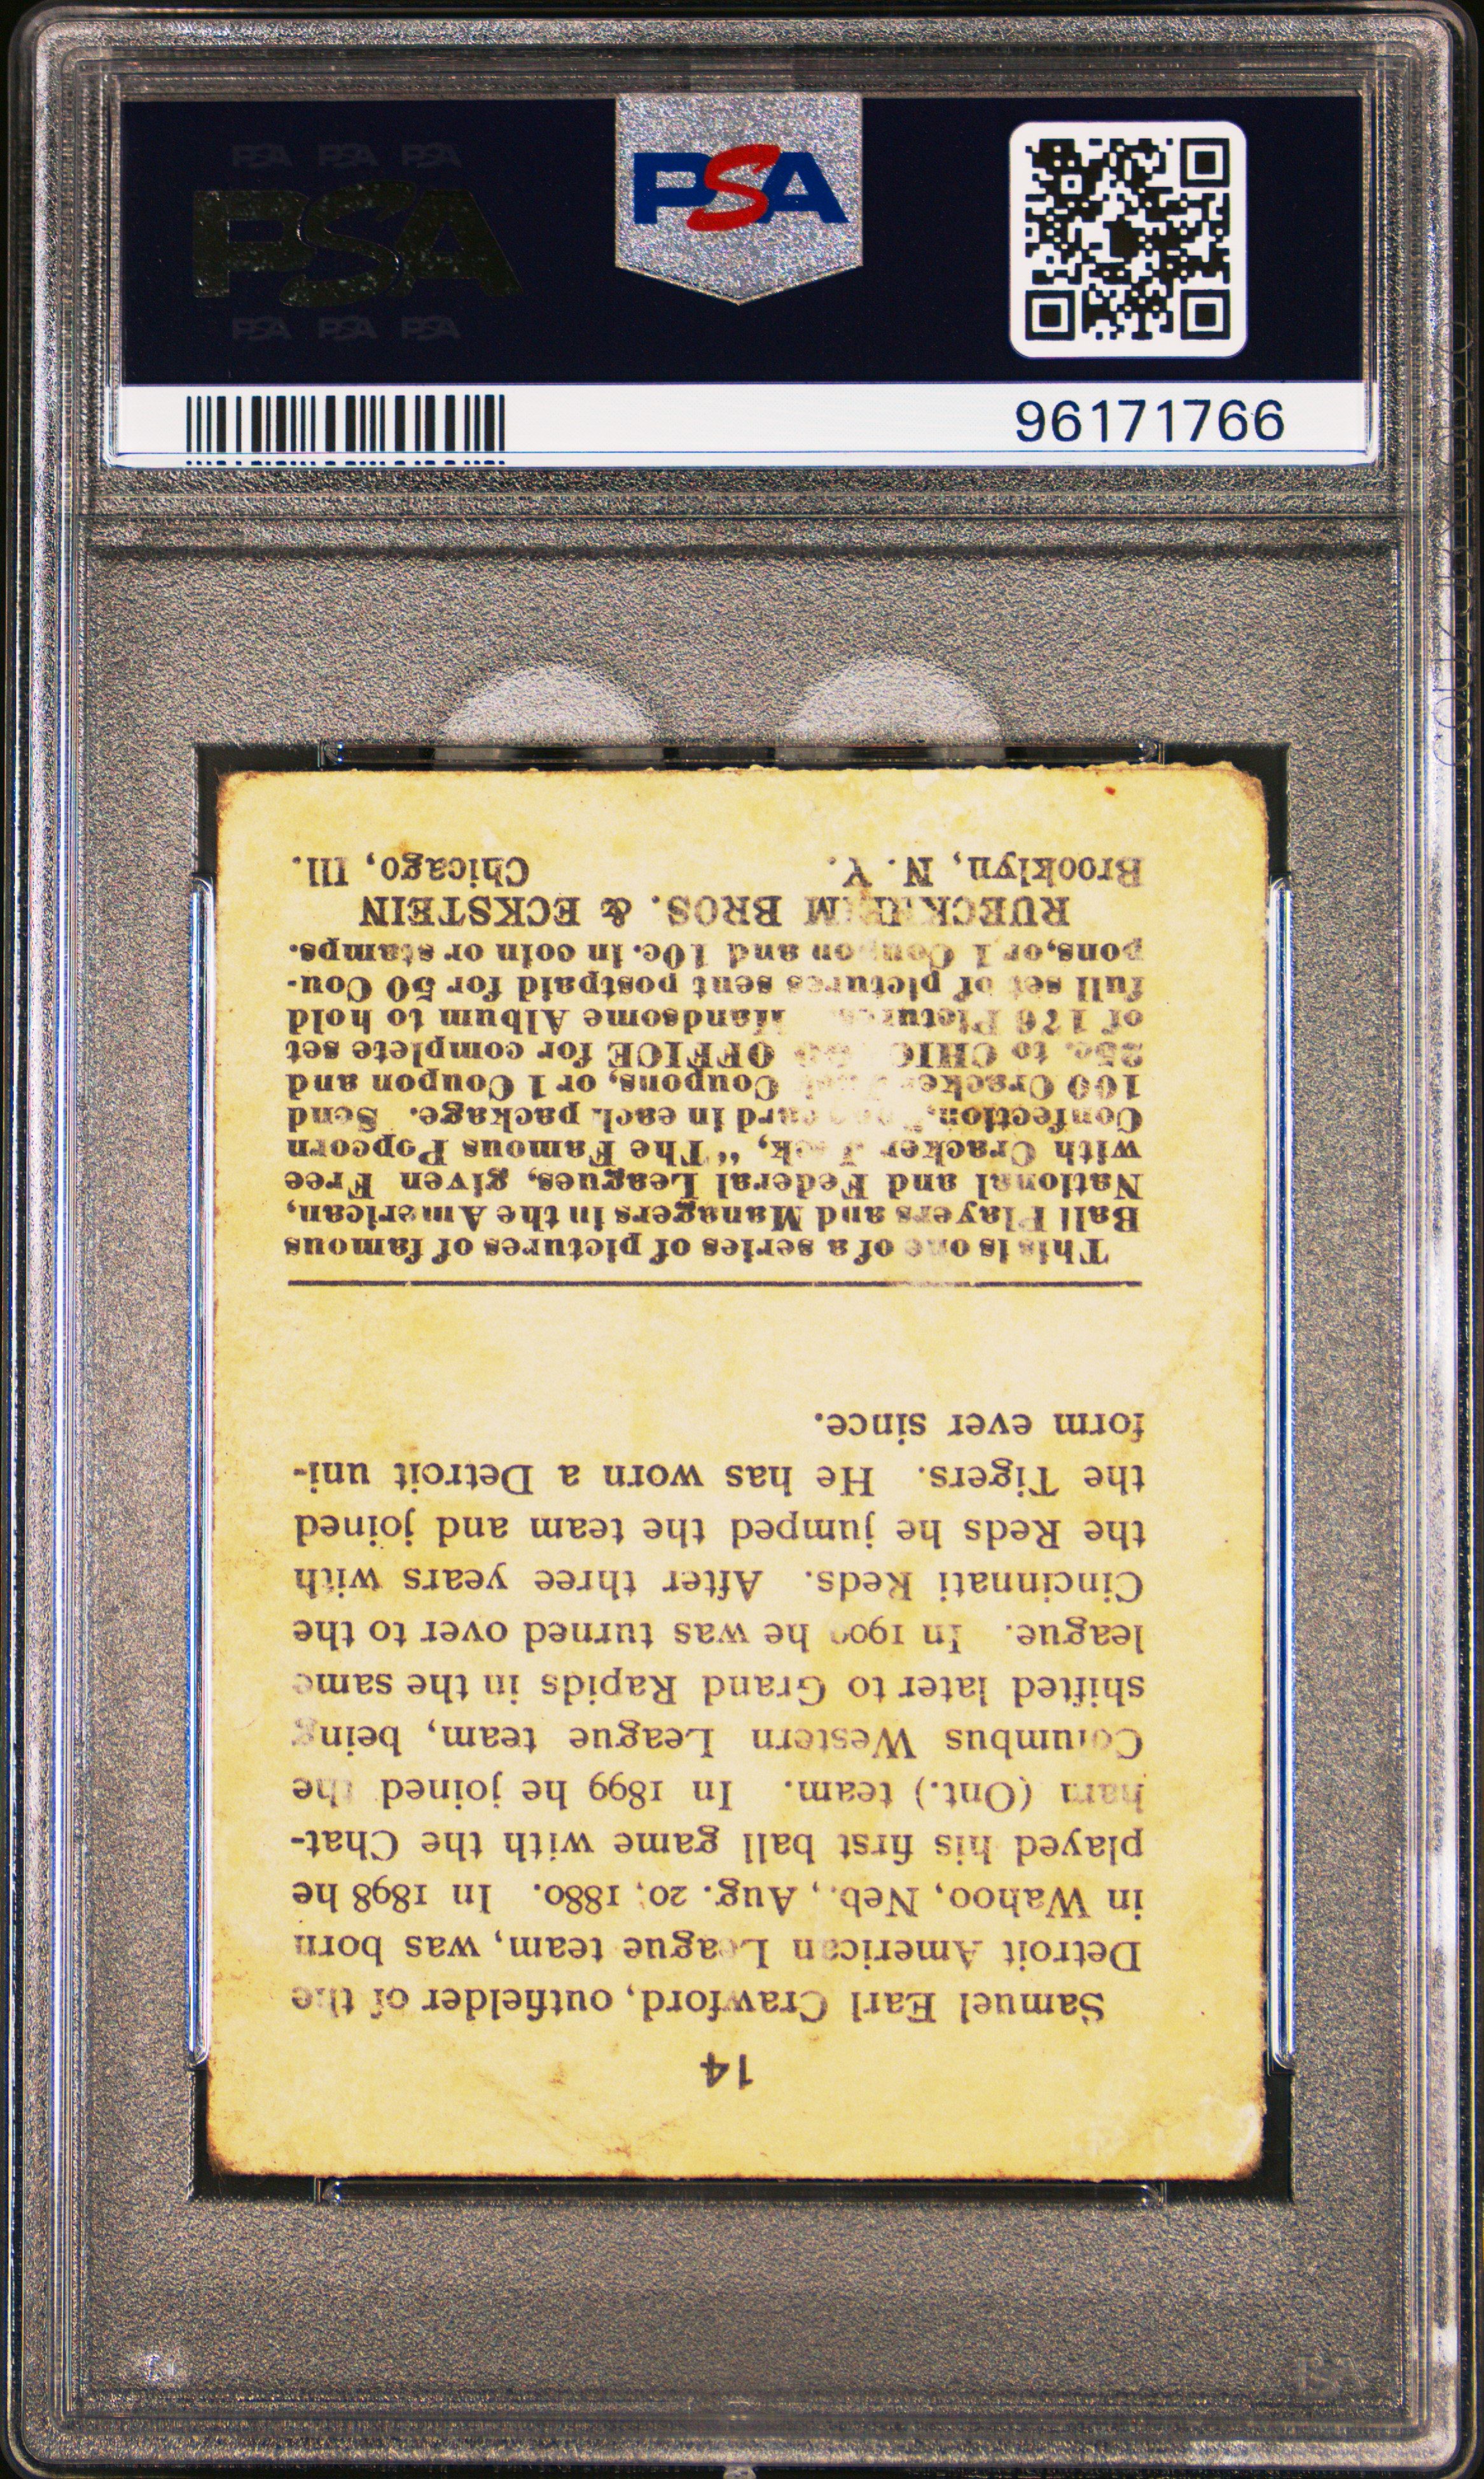 PSA PSA PSA
PSA
PSA PSA PSA
PSA
96171766
14
Samuel Earl Crawford, outfielder of the
Detroit American League team, was born
in Wahoo, Neb., Aug. 20, 1880. In 1898 he
played his first ball game with the Chat-
ham (Ont.) team. In 1899 he joined the
Columbus Western League team, being
shifted later to Grand Rapids in the same
league. In 1900 he was turned over to the
Cincinnati Reds. After three years with
the Reds he jumped the team and joined
the Tigers. He has worn a Detroit uni-
form ever since.
This is one of a series of pictures of famous
Ball Players and Managers in the American,
National and Federal Leagues, given Free
with Cracker Jack, "The Famous Popcorn
Confection," one card in each package. Send
100 Cracker Jack Coupons, or 1 Coupon and
25c. to CHICAGO OFFICE for complete set
of 176 Pictures. Handsome Album to hold
full set of pictures sent postpaid for 50 Cou-
pons, or 1 Coupon and 10c. in coin or stamps.
RUECKHEIM BROS. & ECKSTEIN
Brooklyn, N. Y. Chicago, Ill.